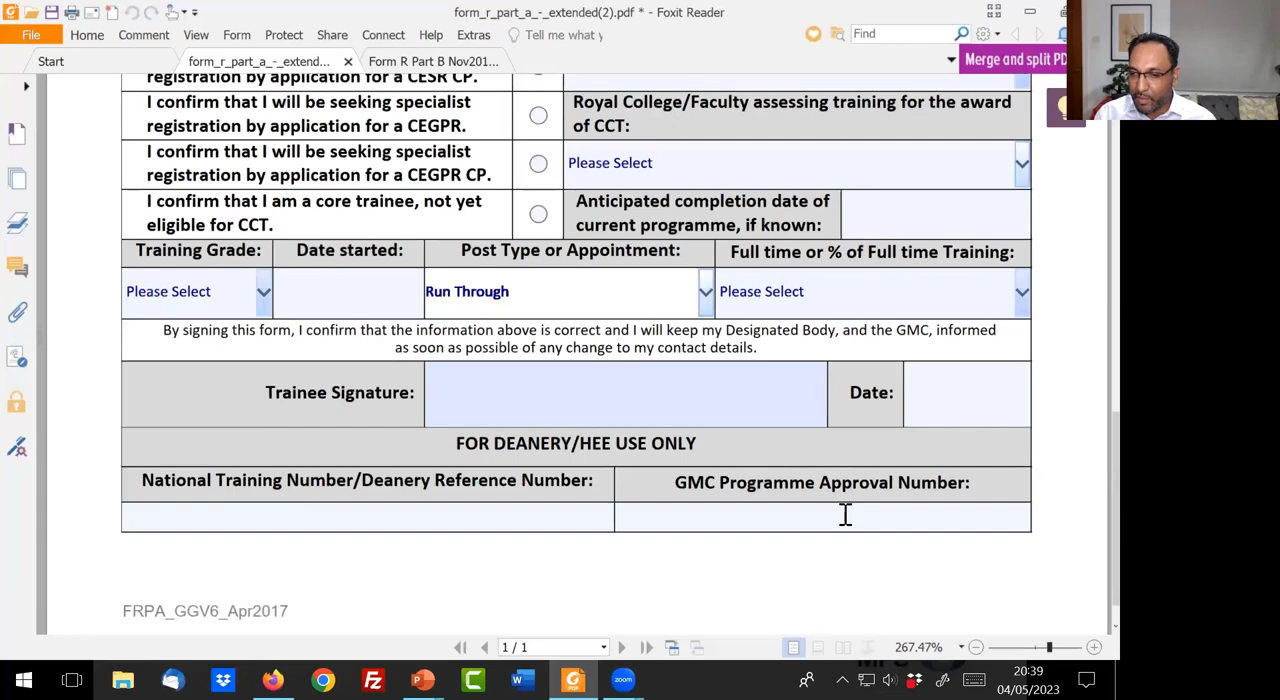 form_r_part_a_-_extended(2).pdf * - Foxit Reader
File Home Comment View Form Protect Share Connect Help Extras Tell me what y Find
Start form_r_part_a_-_extend... Form R Part B Nov201... Merge and split PD
registration by application for a CESR CP.
I confirm that I will be seeking specialist
registration by application for a CEGPR.
Royal College/Faculty assessing training for the award
of CCT:
I confirm that I will be seeking specialist
registration by application for a CEGPR CP.
Please Select
I confirm that I am a core trainee, not yet
eligible for CCT.
Anticipated completion date of
current programme, if known:
Training Grade: Date started: Post Type or Appointment: Full time or % of Full time Training:
Please Select Run Through Please Select
By signing this form, I confirm that the information above is correct and I will keep my Designated Body, and the GMC, informed
as soon as possible of any change to my contact details.
Trainee Signature: Date:
FOR DEANERY/HEE USE ONLY
National Training Number/Deanery Reference Number: GMC Programme Approval Number:
FRPA_GGV6_Apr2017
1 / 1 267.47%
zoom
20:39
04/05/2023